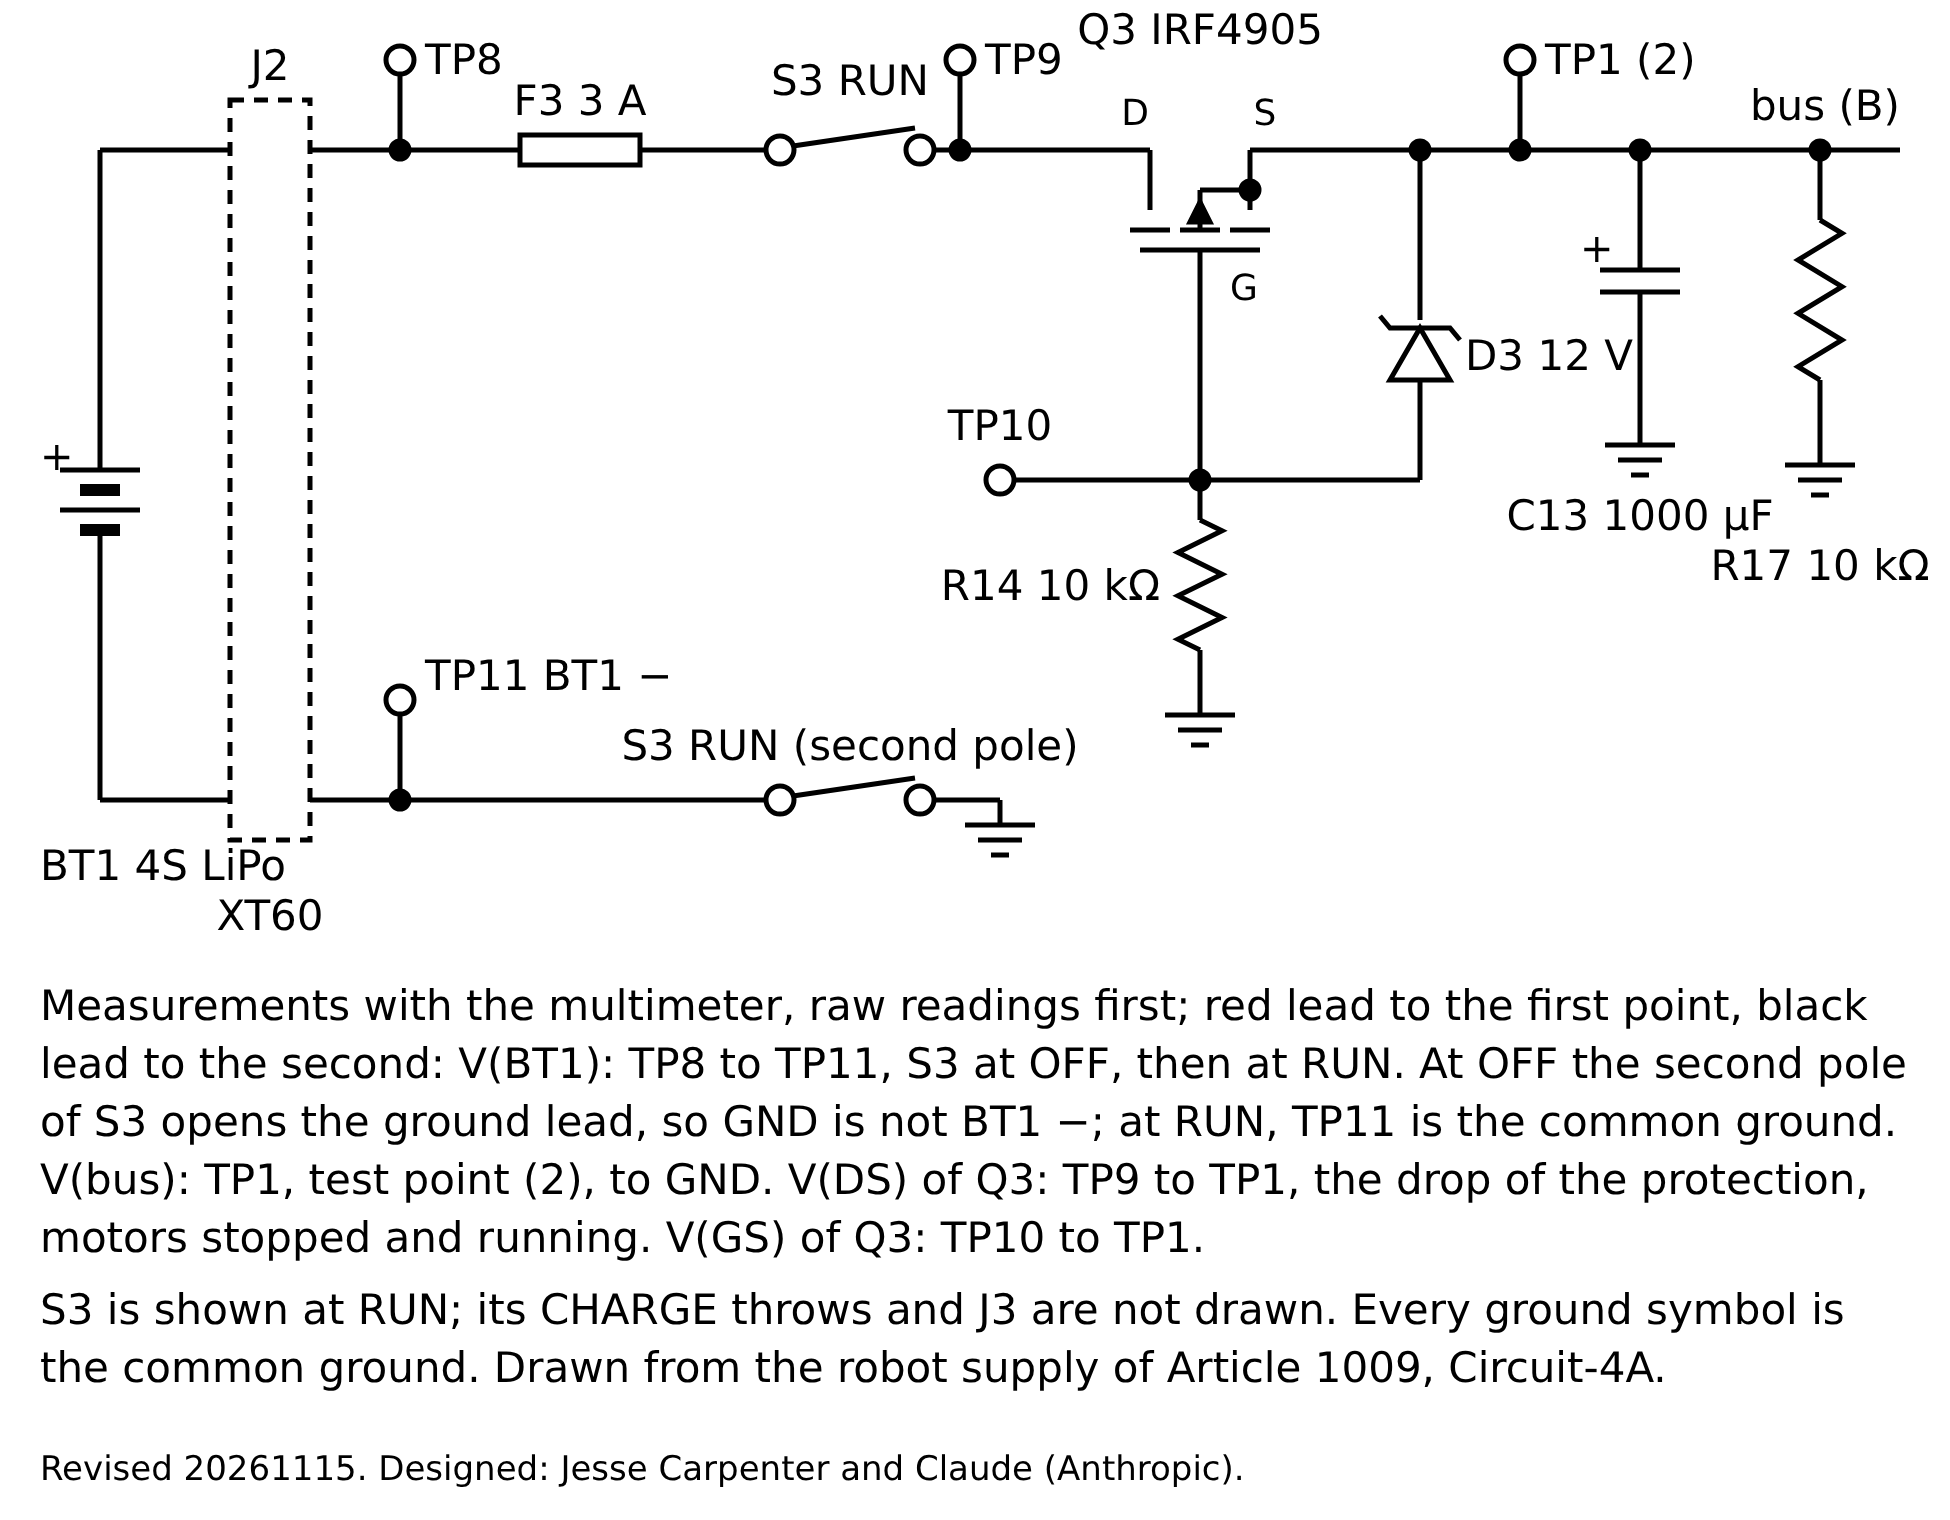 Q3 IRF4905
J2
TP8
F3 3 A
S3 RUN
TP9
TP1 (2)
bus (B)
D
S
+
G
D3 12 V
TP10
+
C13 1000 µF
R17 10 kΩ
R14 10 kΩ
TP11 BT1 −
S3 RUN (second pole)
BT1 4S LiPo
XT60
Measurements with the multimeter, raw readings first; red lead to the first point, black
lead to the second: V(BT1): TP8 to TP11, S3 at OFF, then at RUN. At OFF the second pole
of S3 opens the ground lead, so GND is not BT1 −; at RUN, TP11 is the common ground.
V(bus): TP1, test point (2), to GND. V(DS) of Q3: TP9 to TP1, the drop of the protection,
motors stopped and running. V(GS) of Q3: TP10 to TP1.
S3 is shown at RUN; its CHARGE throws and J3 are not drawn. Every ground symbol is
the common ground. Drawn from the robot supply of Article 1009, Circuit-4A.
Revised 20261115. Designed: Jesse Carpenter and Claude (Anthropic).